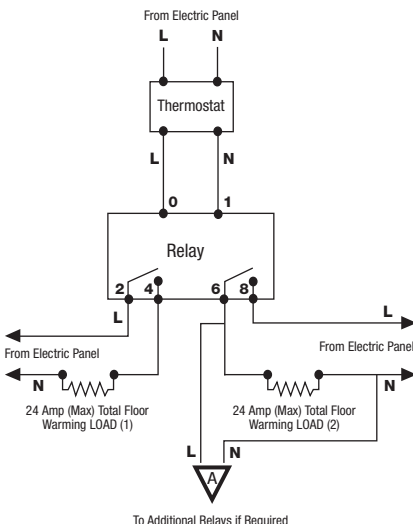 From Electric Panel
L N
Thermostat
L N
0 1
Relay
2 4 6 8
L L
From Electric Panel From Electric Panel
N N
24 Amp (Max) Total Floor
Warming LOAD (1)
24 Amp (Max) Total Floor
Warming LOAD (2)
L N
A
To Additional Relays if Required